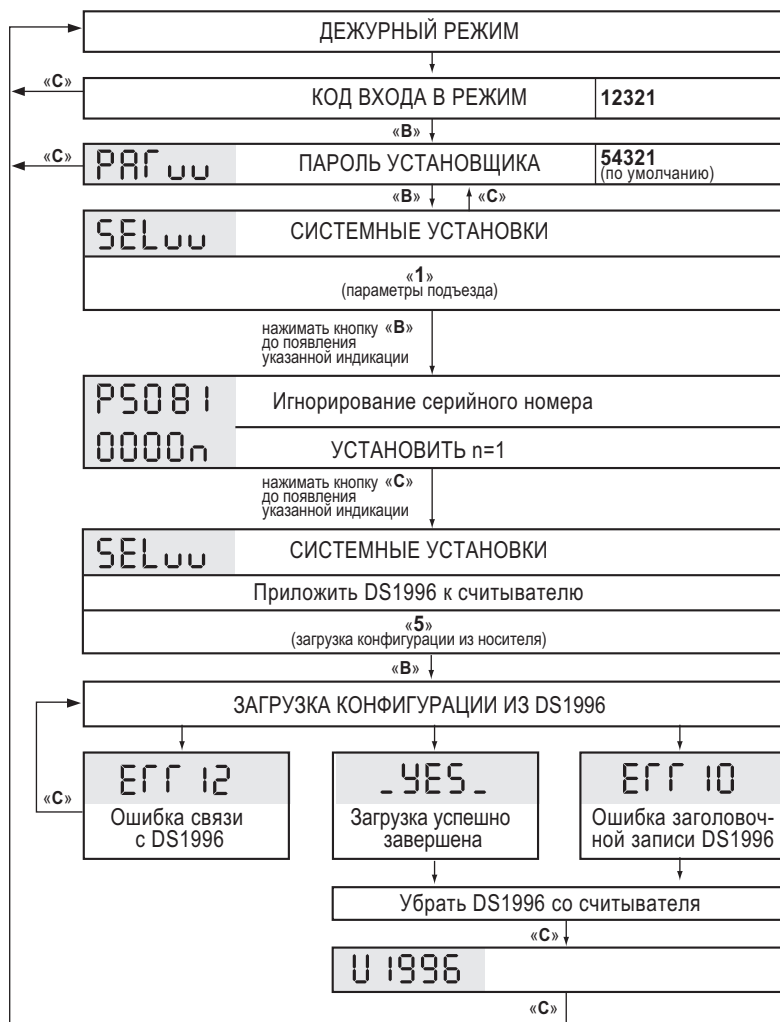 ДЕЖУРНЫЙ РЕЖИМ
«С»
КОД ВХОДА В РЕЖИМ 12321
«В»
«С»
PAГuu ПАРОЛЬ УСТАНОВЩИКА 54321
(по умолчанию)
«В» «С»
SELuu СИСТЕМНЫЕ УСТАНОВКИ
«1»
(параметры подъезда)
нажимать кнопку «В»
до появления
указанной индикации
PS081 Игнорирование серийного номера
0000n УСТАНОВИТЬ n=1
нажимать кнопку «С»
до появления
указанной индикации
SELuu СИСТЕМНЫЕ УСТАНОВКИ
Приложить DS1996 к считывателю
«5»
(загрузка конфигурации из носителя)
«В»
ЗАГРУЗКА КОНФИГУРАЦИИ ИЗ DS1996
«С»
EГГ 12
Ошибка связи
с DS1996
_YES_
Загрузка успешно
завершена
EГГ 10
Ошибка заголовоч-
ной записи DS1996
Убрать DS1996 со считывателя
«С»
U 1996
«С»